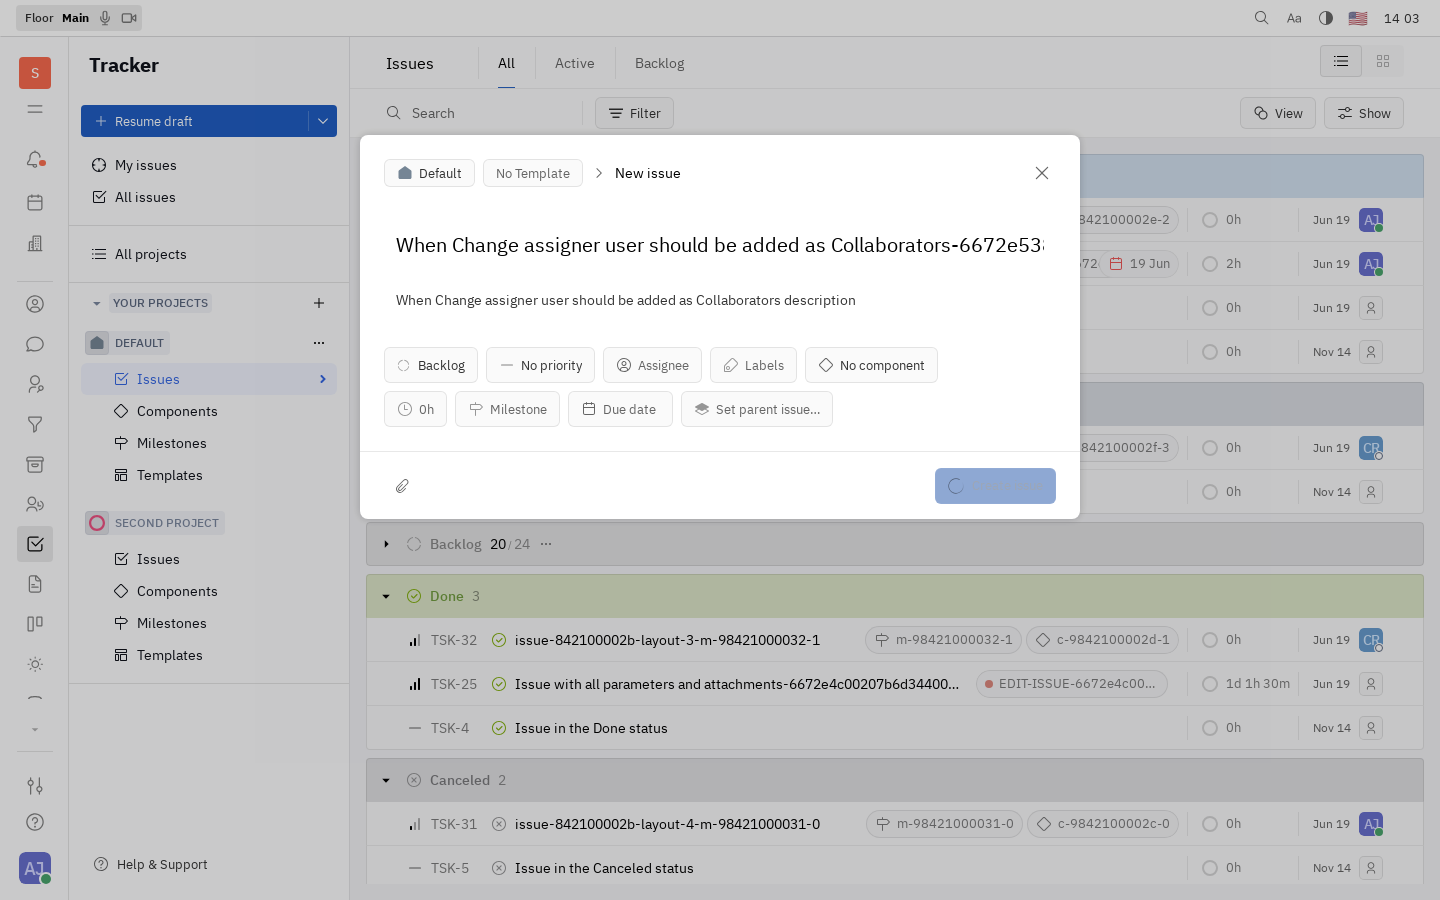 Floor Main
Aa
14 03
S
Tracker
Resume draft
My issues
All issues
All projects
YOUR PROJECTS
DEFAULT
Issues
Components
Milestones
Templates
SECOND PROJECT
Issues
Components
Milestones
Templates
Help & Support
AJ
Issues
All
Active
Backlog
Search
Filter
View
Show
Default
No Template
New issue
When Change assigner user should be added as Collaborators-6672e53
When Change assigner user should be added as Collaborators description
Backlog
No priority
Assignee
Labels
No component
0h
Milestone
Due date
Set parent issue…
842100002e-2 0h Jun 19 AJ
19 Jun 2h Jun 19 AJ
0h Jun 19
0h Nov 14
842100002f-3 0h Jun 19 CR
0h Nov 14
Backlog 20/24
Done 3
TSK-32 issue-842100002b-layout-3-m-98421000032-1 m-98421000032-1 c-9842100002d-1 0h Jun 19 CR
TSK-25 Issue with all parameters and attachments-6672e4c00207b6d34400... EDIT-ISSUE-6672e4c00... 1d 1h 30m Jun 19
TSK-4 Issue in the Done status 0h Nov 14
Canceled 2
TSK-31 issue-842100002b-layout-4-m-98421000031-0 m-98421000031-0 c-9842100002c-0 0h Jun 19 AJ
TSK-5 Issue in the Canceled status 0h Nov 14